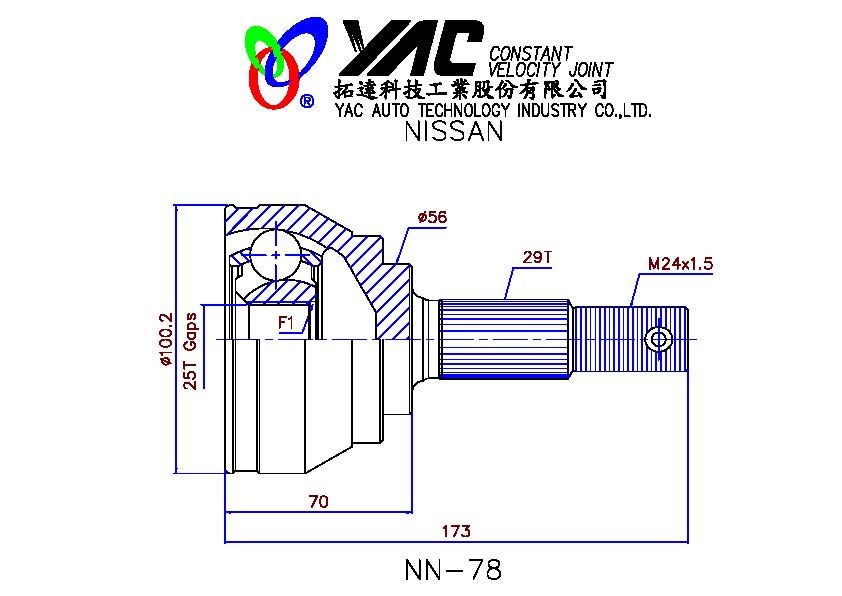 YAC CONSTANT
VELOCITY JOINT
®
拓達科技工業股份有限公司
YAC AUTO TECHNOLOGY INDUSTRY CO.,LTD.
NISSAN
ø56
29T
M24x1.5
ø100.2
25T Gaps
F1
70
173
NN-78